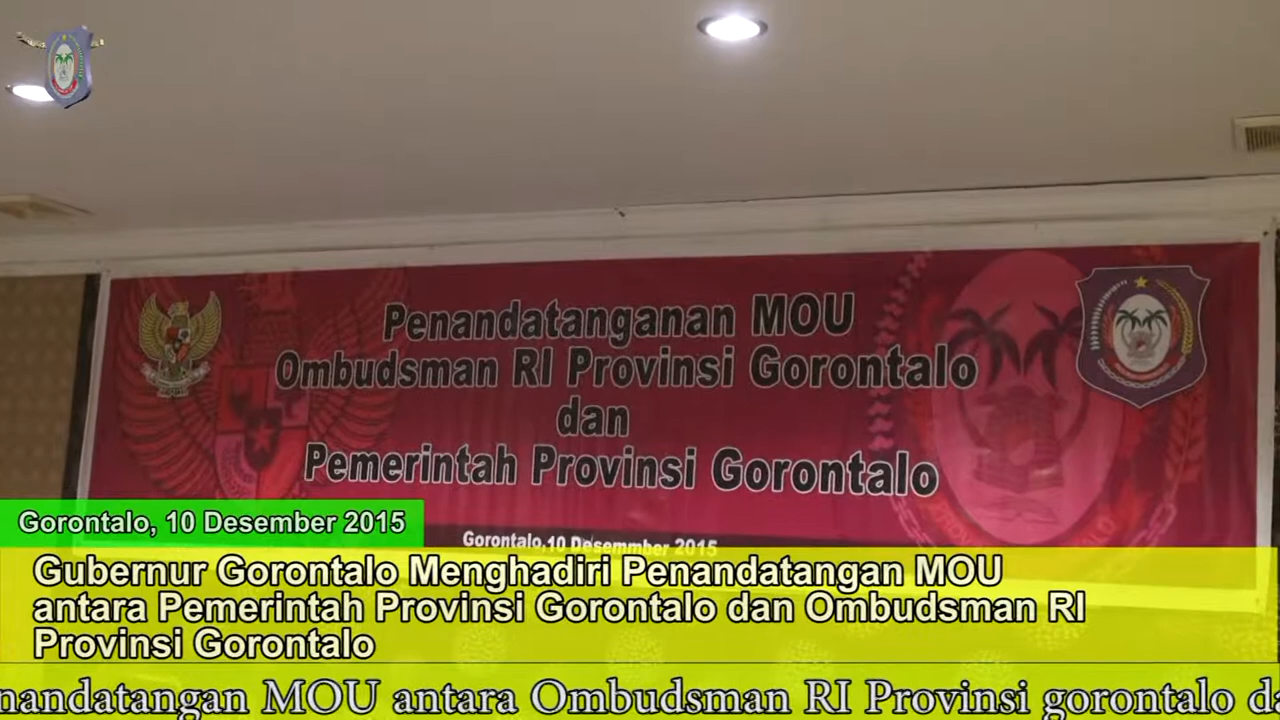 Penandatanganan MOU
Ombudsman RI Provinsi Gorontalo
dan
Pemerintah Provinsi Gorontalo
Gorontalo,10 Desemmber 2015
Gorontalo, 10 Desember 2015
Gubernur Gorontalo Menghadiri Penandatangan MOU
antara Pemerintah Provinsi Gorontalo dan Ombudsman RI
Provinsi Gorontalo
nandatangan MOU antara Ombudsman RI Provinsi gorontalo da